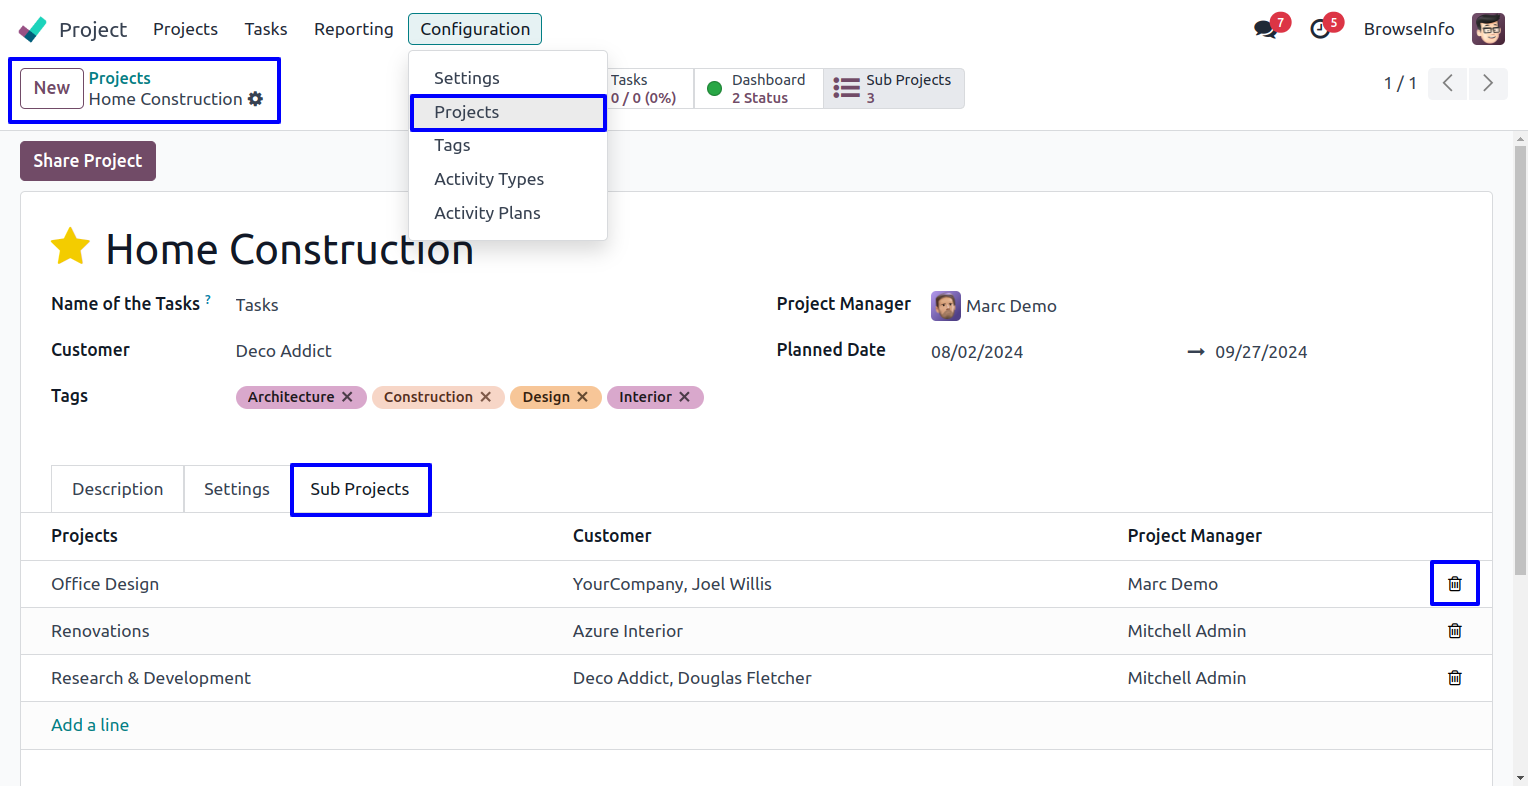 Project Projects Tasks Reporting Configuration 7 5 BrowseInfo
New
Projects
Home Construction
Settings
Projects
Tags
Activity Types
Activity Plans
Tasks
0 / 0 (0%)
Dashboard
2 Status
Sub Projects
3
1 / 1
Share Project
Home Construction
Name of the Tasks ? Tasks
Project Manager Marc Demo
Customer Deco Addict
Planned Date 08/02/2024 → 09/27/2024
Tags Architecture ✕ Construction ✕ Design ✕ Interior ✕
Description Settings Sub Projects
Projects Customer Project Manager
Office Design YourCompany, Joel Willis Marc Demo
Renovations Azure Interior Mitchell Admin
Research & Development Deco Addict, Douglas Fletcher Mitchell Admin
Add a line